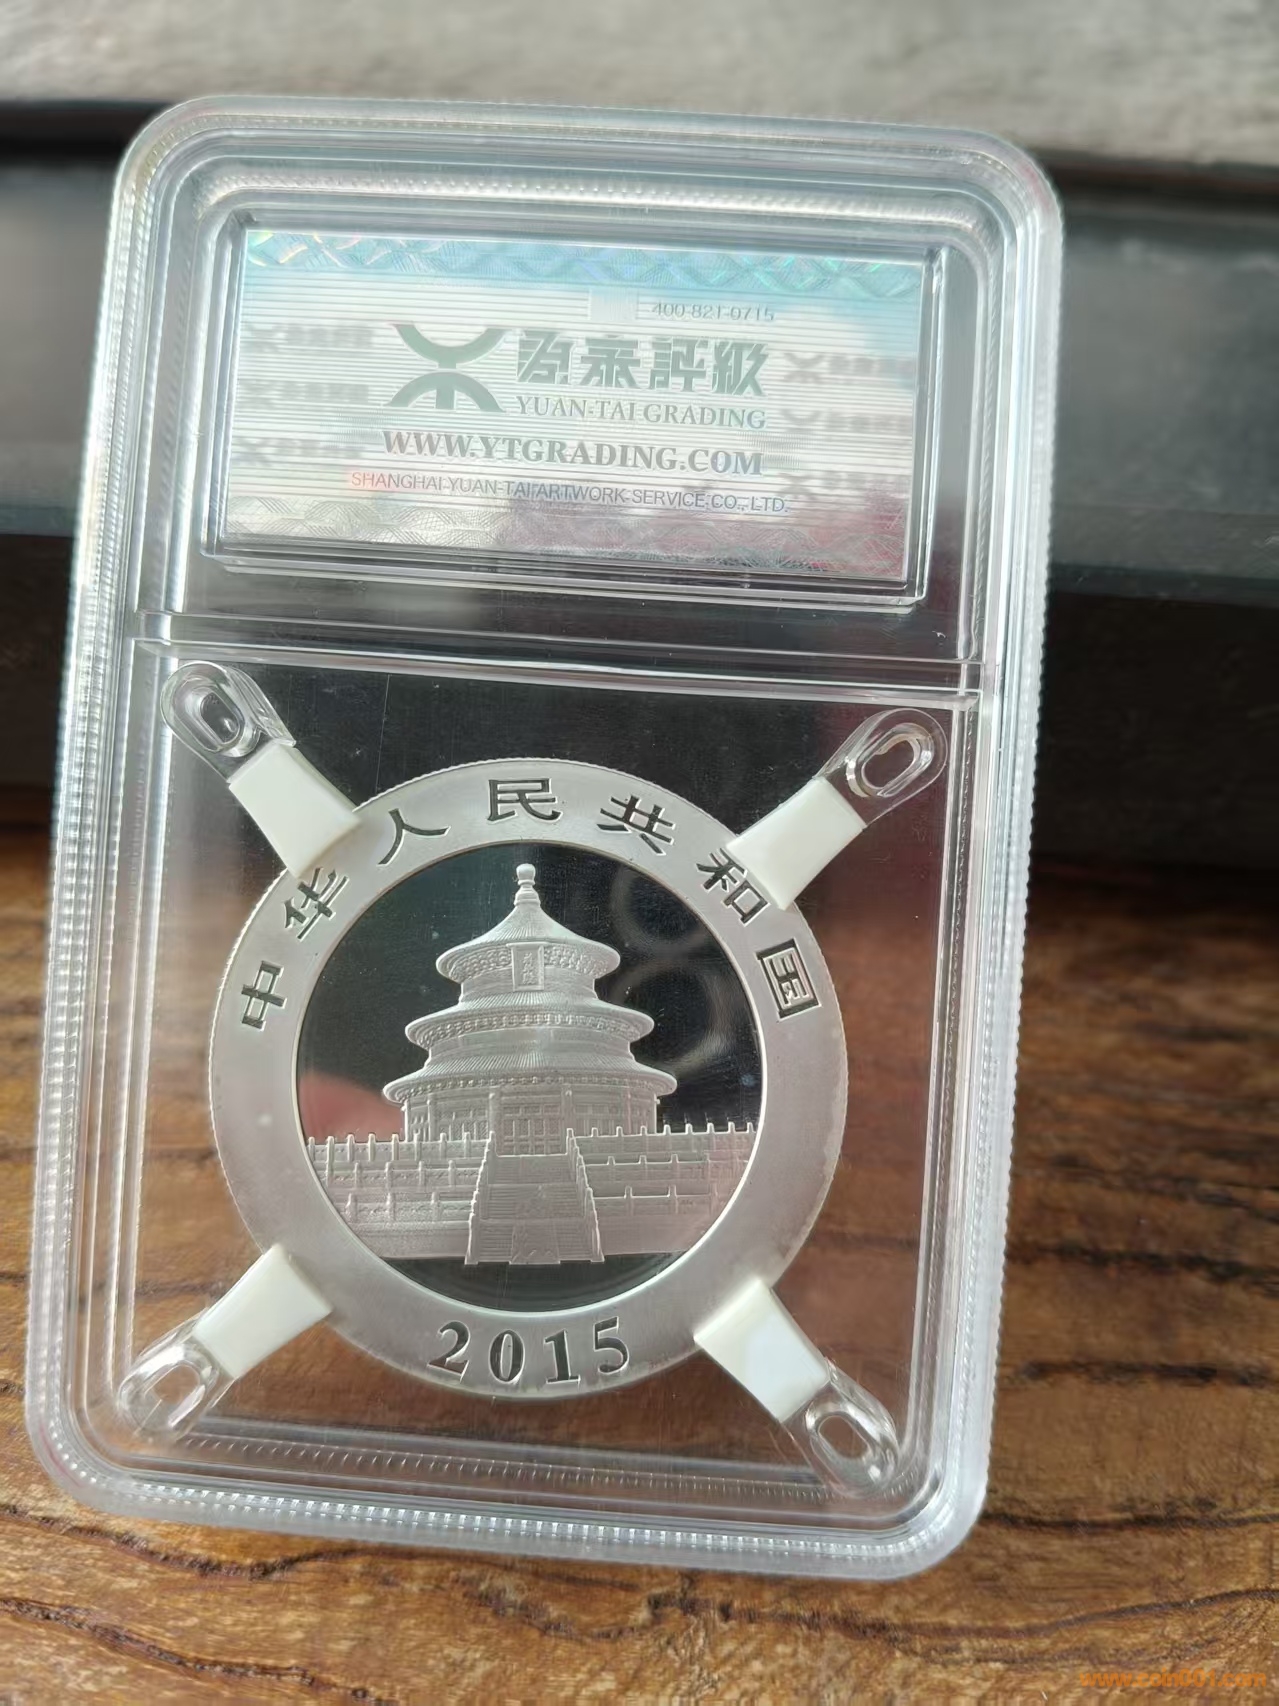 400-821-0715
源泰評級
YUAN-TAI GRADING
WWW.YTGRADING.COM
SHANGHAI YUAN-TAI ARTWORK SERVICE CO., LTD.
中华人民共和国
2015